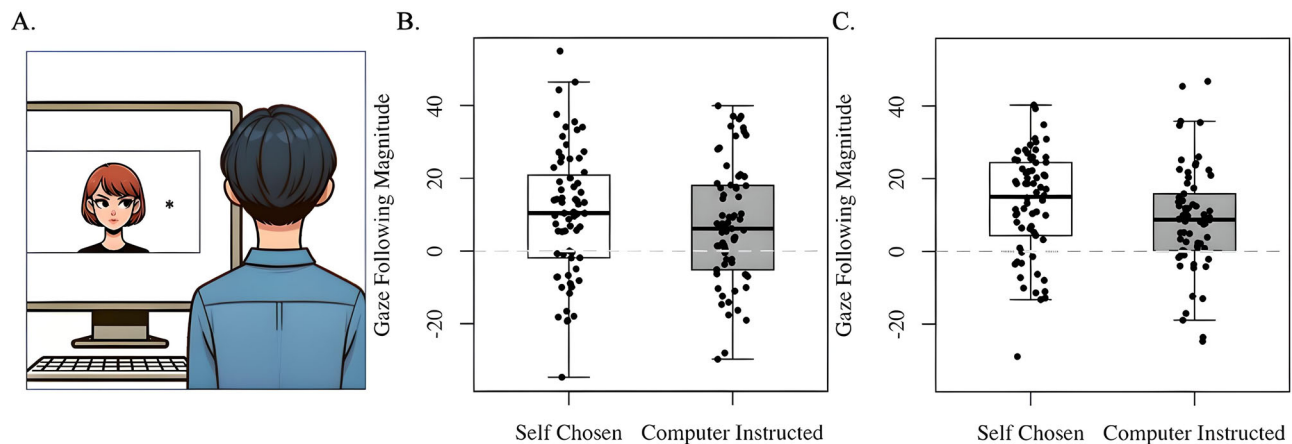 A.
*
B.
Gaze Following Magnitude
40
20
0
-20
Self Chosen
Computer Instructed
C.
Gaze Following Magnitude
40
20
0
-20
Self Chosen
Computer Instructed